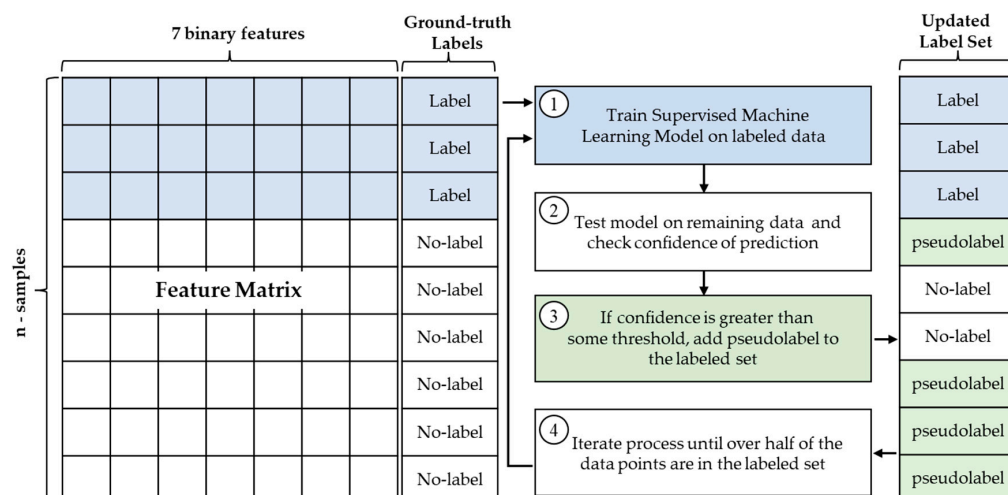 7 binary features
Ground-truth
Labels
Updated
Label Set
n - samples
Feature Matrix
Label
Label
Label
No-label
No-label
No-label
No-label
No-label
No-label
1
Train Supervised Machine
Learning Model on labeled data
2
Test model on remaining data and
check confidence of prediction
3
If confidence is greater than
some threshold, add pseudolabel to
the labeled set
4
Iterate process until over half of the
data points are in the labeled set
Label
Label
Label
pseudolabel
No-label
No-label
pseudolabel
pseudolabel
pseudolabel